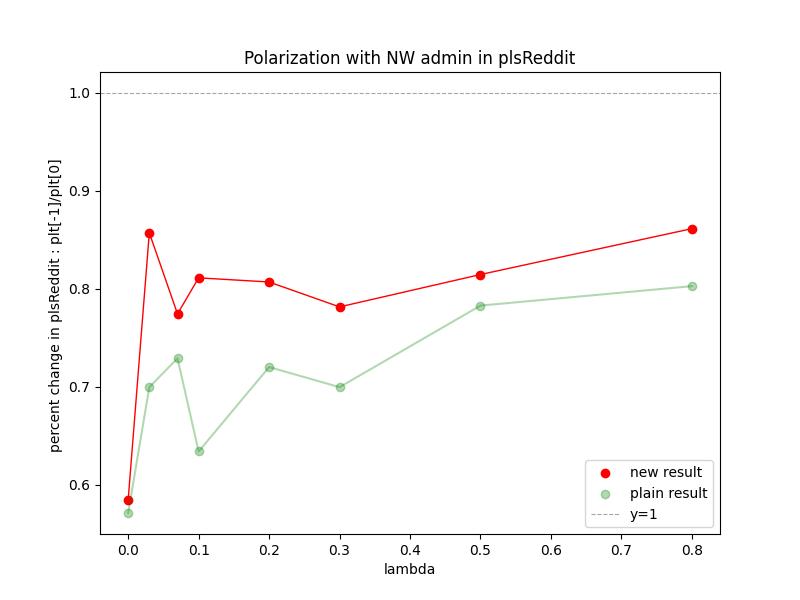 Polarization with NW admin in plsReddit
percent change in plsReddit : plt[-1]/plt[0]
1.0
0.9
0.8
0.7
0.6
new result
plain result
y=1
0.0 0.1 0.2 0.3 0.4 0.5 0.6 0.7 0.8
lambda